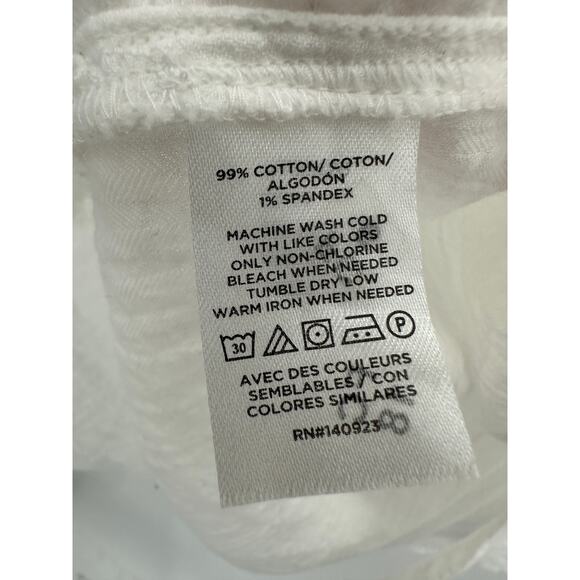 99% COTTON/ COTON/
ALGODÓN
1% SPANDEX
MACHINE WASH COLD
WITH LIKE COLORS
ONLY NON-CHLORINE
BLEACH WHEN NEEDED
TUMBLE DRY LOW
WARM IRON WHEN NEEDED
30 P
AVEC DES COULEURS
SEMBLABLES/ CON
COLORES SIMILARES
RN#140923